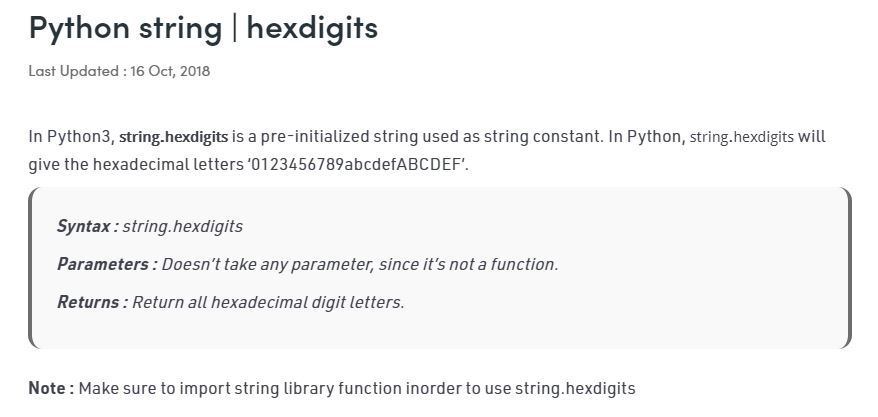 Python string | hexdigits
Last Updated : 16 Oct, 2018
In Python3, string.hexdigits is a pre-initialized string used as string constant. In Python, string.hexdigits will
give the hexadecimal letters ‘0123456789abcdefABCDEF’.
Syntax : string.hexdigits
Parameters : Doesn’t take any parameter, since it’s not a function.
Returns : Return all hexadecimal digit letters.
Note : Make sure to import string library function inorder to use string.hexdigits